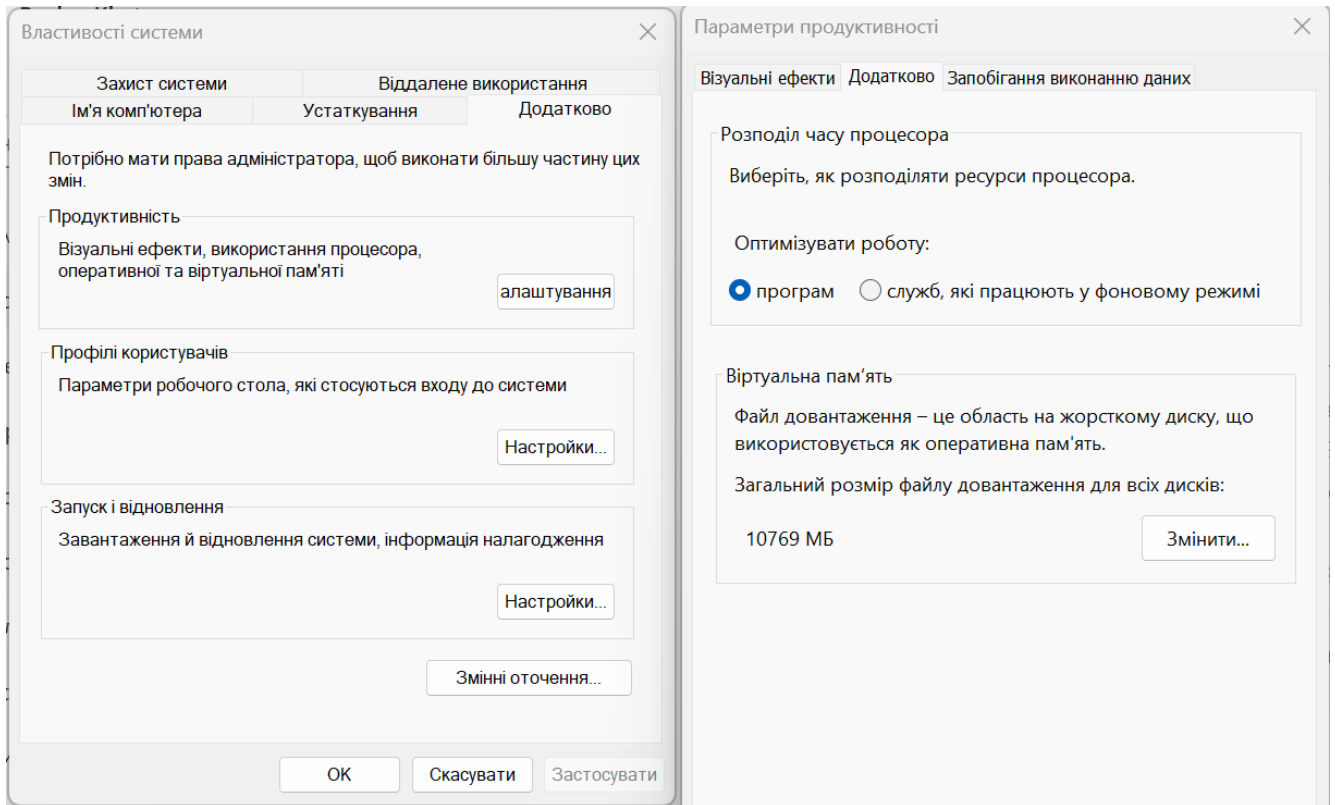 Властивості системи
Захист системи
Віддалене використання
Ім'я комп'ютера
Устаткування
Додатково
Потрібно мати права адміністратора, щоб виконати більшу частину цих
змін.
Продуктивність
Візуальні ефекти, використання процесора,
оперативної та віртуальної пам'яті
алаштування
Профілі користувачів
Параметри робочого стола, які стосуються входу до системи
Настройки...
Запуск і відновлення
Завантаження й відновлення системи, інформація налагодження
Настройки...
Змінні оточення...
OK
Скасувати
Застосувати
Параметри продуктивності
Візуальні ефекти
Додатково
Запобігання виконанню даних
Розподіл часу процесора
Виберіть, як розподіляти ресурси процесора.
Оптимізувати роботу:
програм
служб, які працюють у фоновому режимі
Віртуальна пам'ять
Файл довантаження – це область на жорсткому диску, що
використовується як оперативна пам'ять.
Загальний розмір файлу довантаження для всіх дисків:
10769 МБ
Змінити...